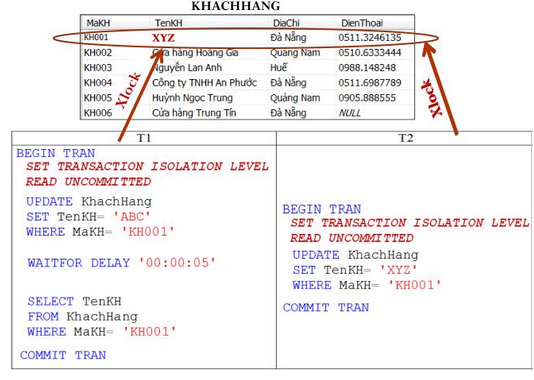 KHACHHANG
MaKH TenKH DiaChi DienThoai
KH001 XYZ Đà Nẵng 0511.3246135
KH002 Cửa hàng Hoàng Gia Quảng Nam 0510.6333444
KH003 Nguyễn Lan Anh Huế 0988.148248
KH004 Công ty TNHH An Phước Đà Nẵng 0511.6987789
KH005 Huỳnh Ngọc Trung Quảng Nam 0905.888555
KH006 Cửa hàng Trung Tín Đà Nẵng NULL
Xlock
Xlock
T1
BEGIN TRAN
SET TRANSACTION ISOLATION LEVEL
READ UNCOMMITTED
UPDATE KhachHang
SET TenKH= 'ABC'
WHERE MaKH= 'KH001'
WAITFOR DELAY '00:00:05'
SELECT TenKH
FROM KhachHang
WHERE MaKH= 'KH001'
COMMIT TRAN
T2
BEGIN TRAN
SET TRANSACTION ISOLATION LEVEL
READ UNCOMMITTED
UPDATE KhachHang
SET TenKH= 'XYZ'
WHERE MaKH= 'KH001'
COMMIT TRAN